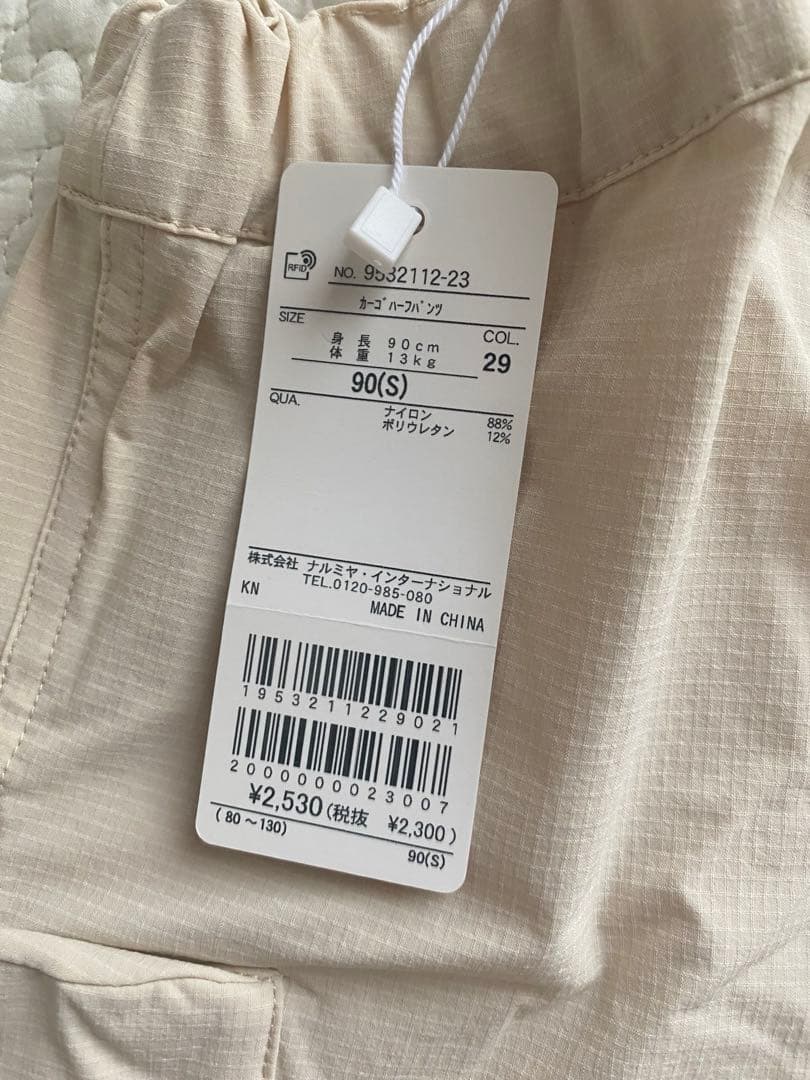 RFID
NO. 9532112-23
カーゴハーフパンツ
SIZE
COL.
身長 90cm
体重 13kg
29
90(S)
QUA.
ナイロン 88%
ポリウレタン 12%
株式会社 ナルミヤ・インターナショナル
TEL.0120-985-080
KN
MADE IN CHINA
1953211229021
2000000023007
¥2,530(税抜 ¥2,300)
(80～130)
90(S)